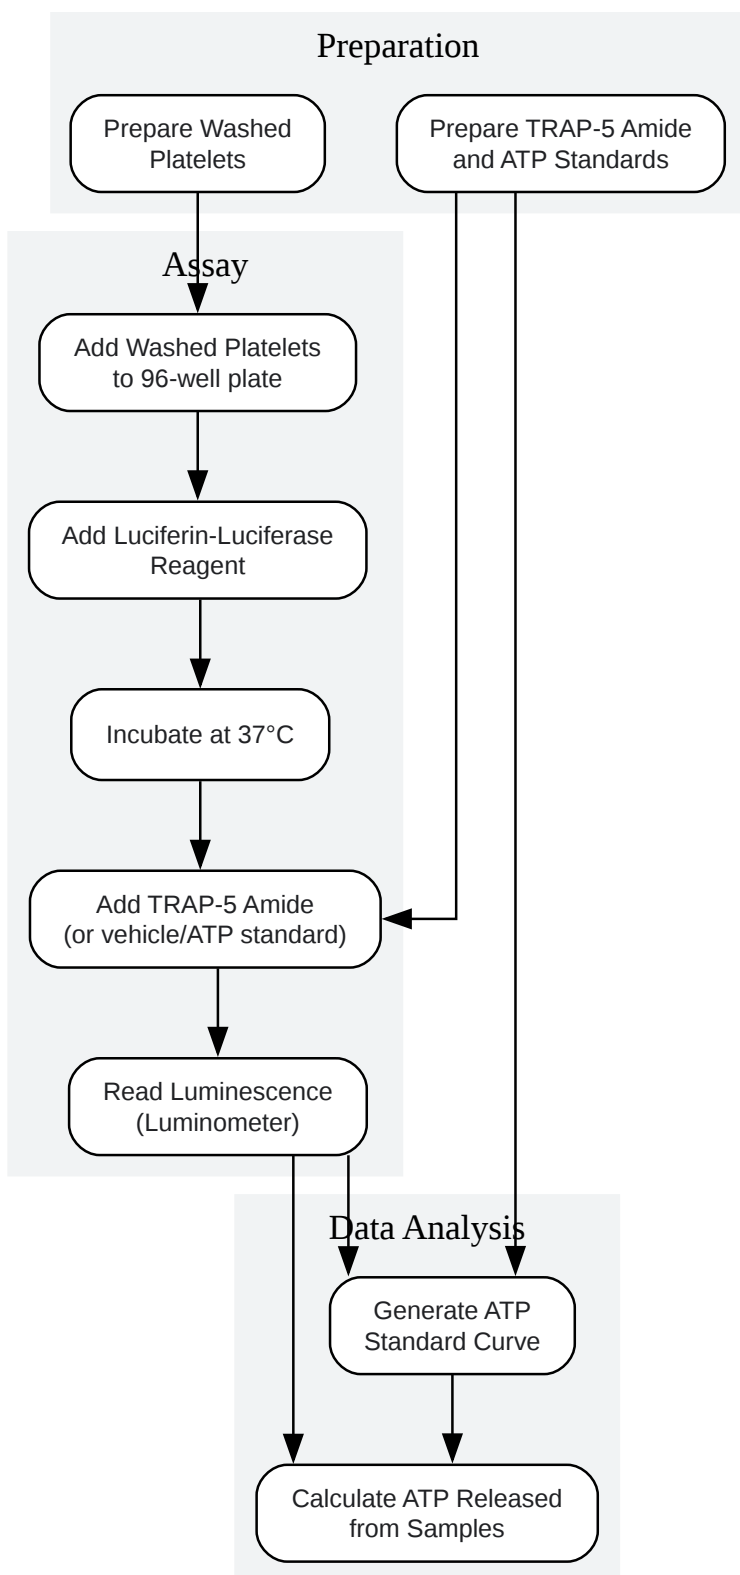 Preparation
Prepare Washed
Platelets
Prepare TRAP-5 Amide
and ATP Standards
Assay
Add Washed Platelets
to 96-well plate
Add Luciferin-Luciferase
Reagent
Incubate at 37°C
Add TRAP-5 Amide
(or vehicle/ATP standard)
Read Luminescence
(Luminometer)
Data Analysis
Generate ATP
Standard Curve
Calculate ATP Released
from Samples